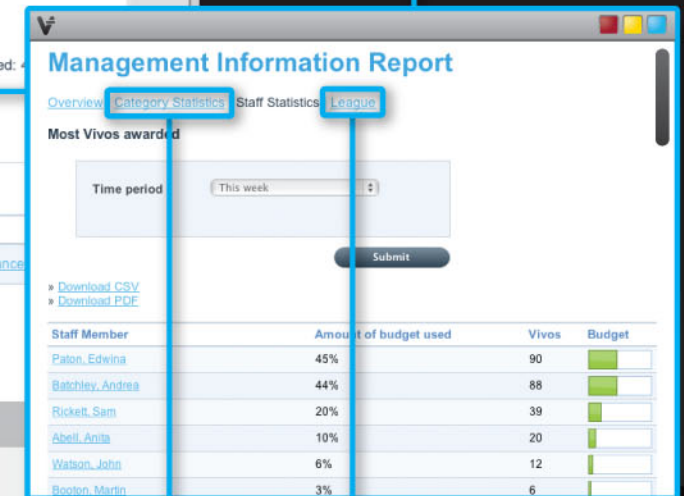 ed: 4
Management Information Report
Overview Category Statistics Staff Statistics League
Most Vivos awarded
Time period This week
Submit
» Download CSV
» Download PDF
ance
Staff Member Amount of budget used Vivos Budget
Paton, Edwina 45% 90
Batchley, Andrea 44% 88
Rickett, Sam 20% 39
Abell, Anita 10% 20
Watson, John 6% 12
Booton, Martin 3% 6